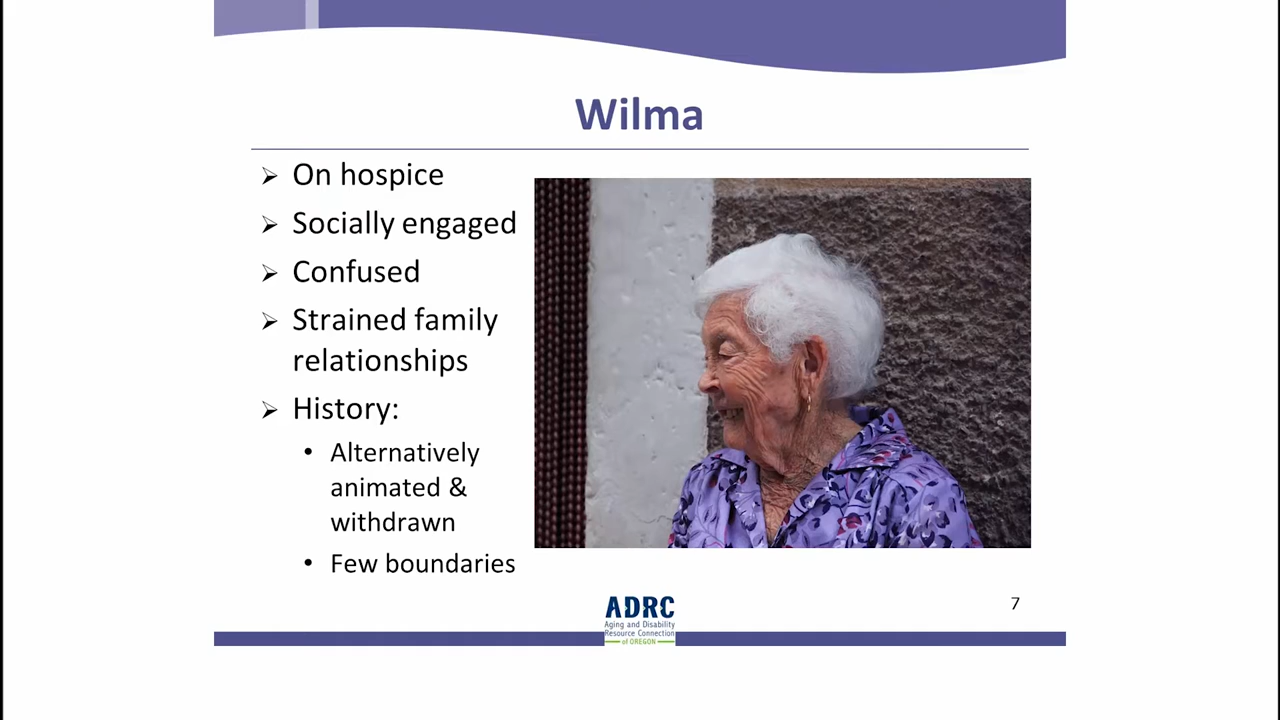 Wilma
➢ On hospice
➢ Socially engaged
➢ Confused
➢ Strained family
relationships
➢ History:
• Alternatively
animated &
withdrawn
• Few boundaries
7
ADRC
Aging and Disability
Resource Connection
of OREGON